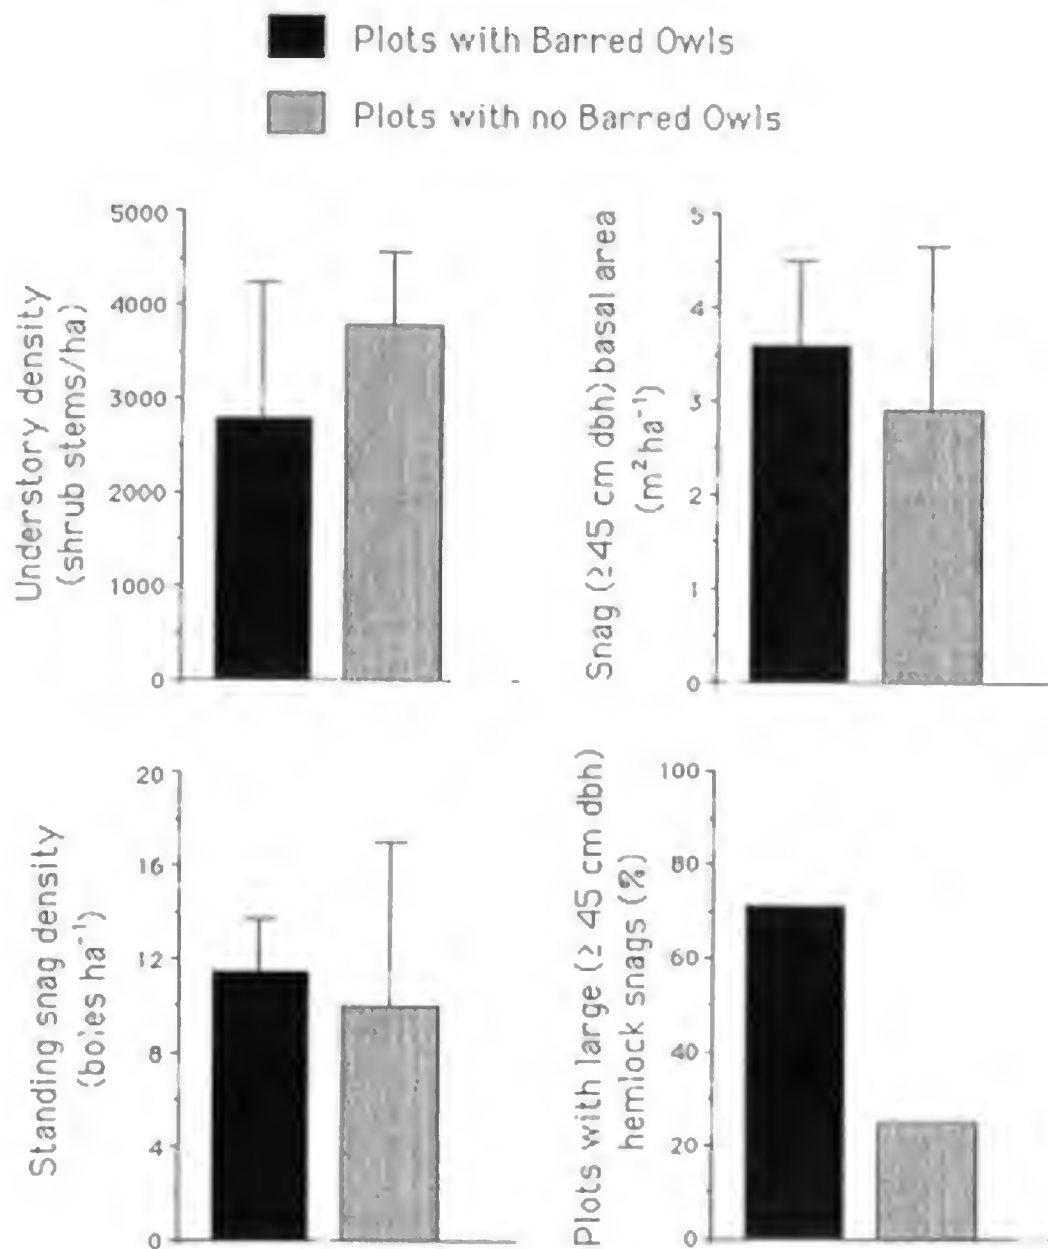 Plots with Barred Owls
Plots with no Barred Owls
Understory density
(shrub stems/ha)
5000
4000
3000
2000
1000
0
Snag (≥45 cm dbh) basal area
(m² ha⁻¹)
5
4
3
2
1
0
Standing snag density
(boles ha⁻¹)
20
16
12
8
4
0
Plots with large (≥ 45 cm dbh)
hemlock snags (%)
100
80
60
40
20
0